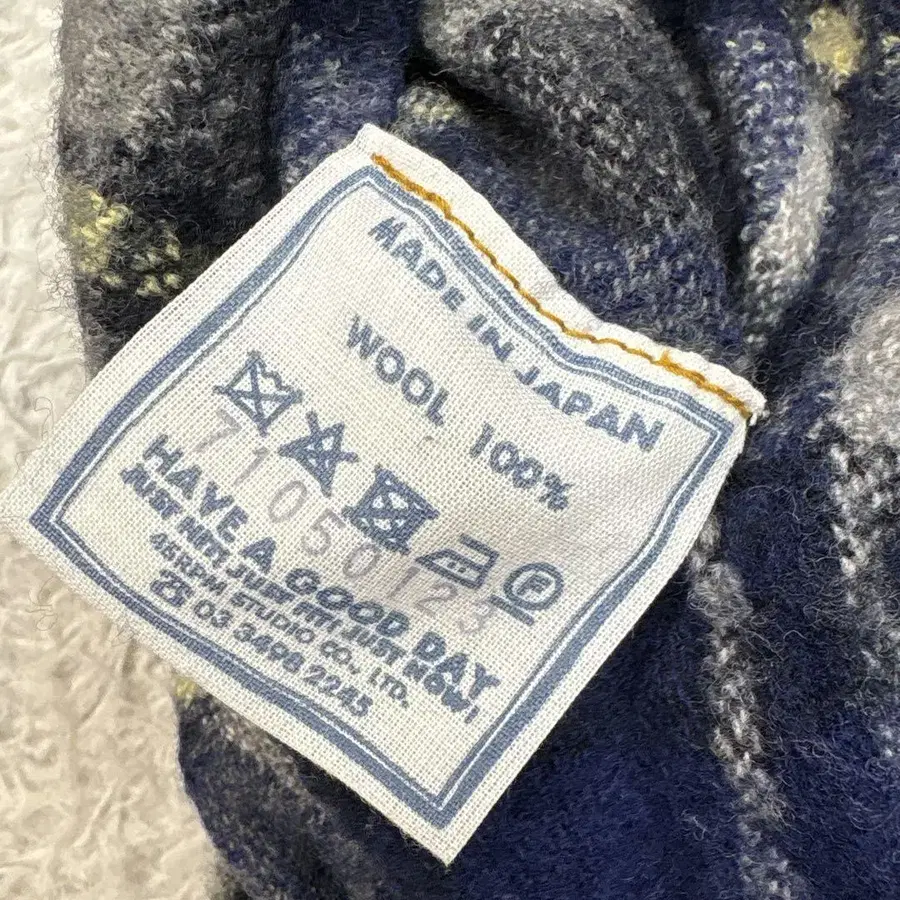 MADE IN JAPAN
WOOL 100%
F
71050123
HAVE A GOOD DAY
JUST HIT! JUST FIT! JUST NOW!
45RPM STUDIO CO., LTD.
☎ 03 3498 2245